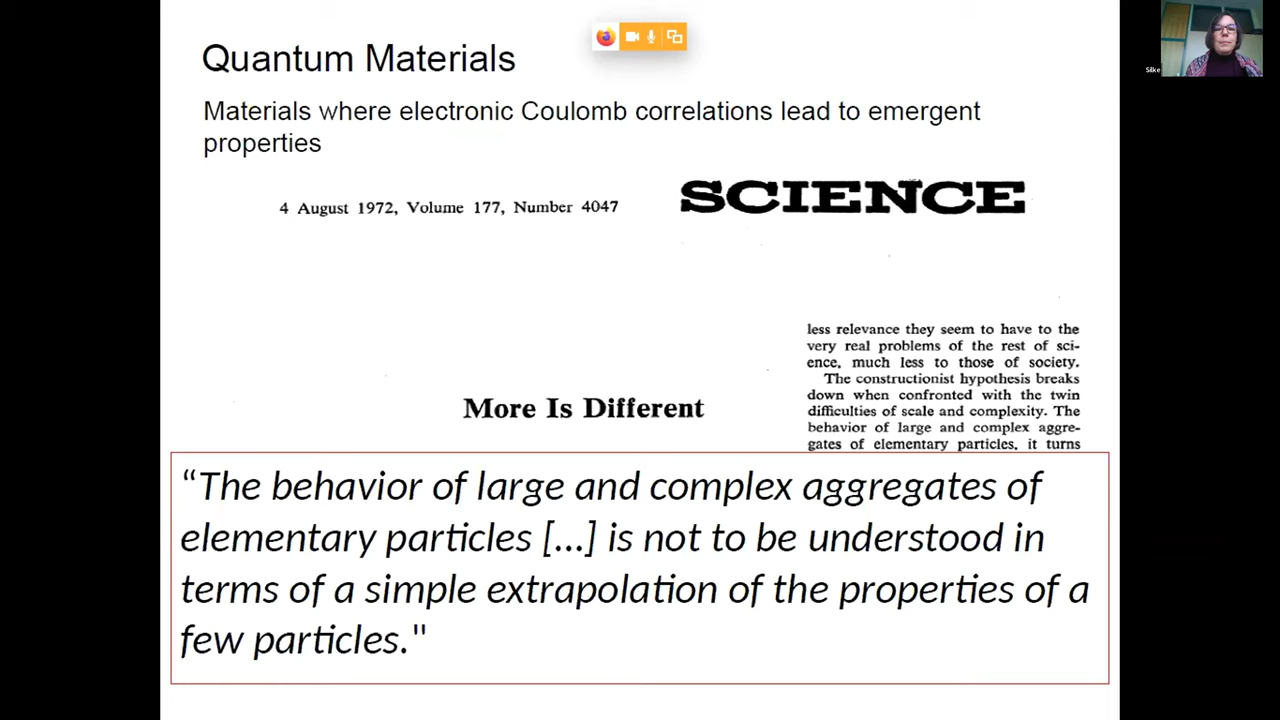 Quantum Materials
Materials where electronic Coulomb correlations lead to emergent
properties
4 August 1972, Volume 177, Number 4047
SCIENCE
less relevance they seem to have to the
very real problems of the rest of sci-
ence, much less to those of society.
The constructionist hypothesis breaks
down when confronted with the twin
difficulties of scale and complexity. The
behavior of large and complex aggre-
gates of elementary particles, it turns
More Is Different
“The behavior of large and complex aggregates of
elementary particles [...] is not to be understood in
terms of a simple extrapolation of the properties of a
few particles."
Silke